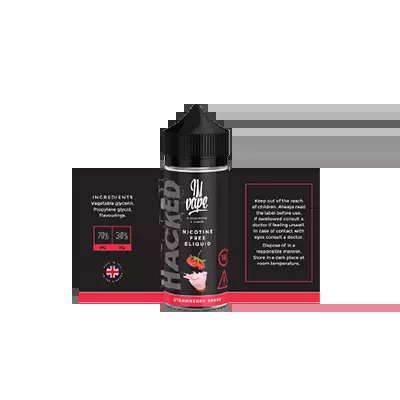 INGREDIENTS
Vegetable glycerin,
Propylene glycol,
Flavourings.
70%
30%
VG
PG
HACKED
vape
NICOTINE
FREE
ELIQUID
18
STRAWBERRY SHAKE
Keep out of the reach
of children. Always read
the label before use.
If swallowed consult a
doctor if feeling unwell.
In case of contact with
eyes consult a doctor.
Dispose of in a
responsible manner.
Store in a dark place at
room temperature.